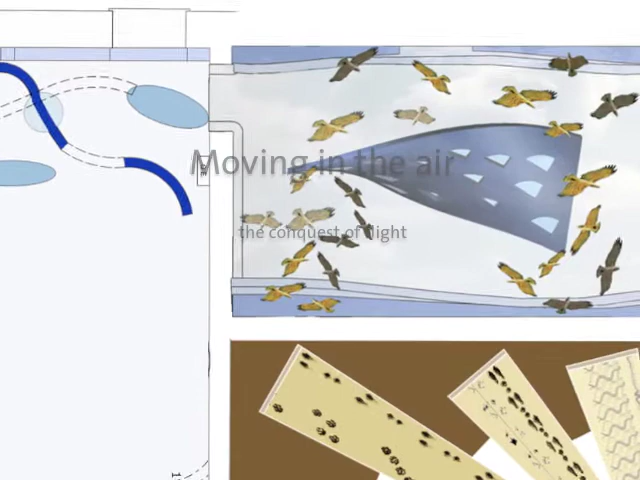 Moving in the air
the conquest of flight